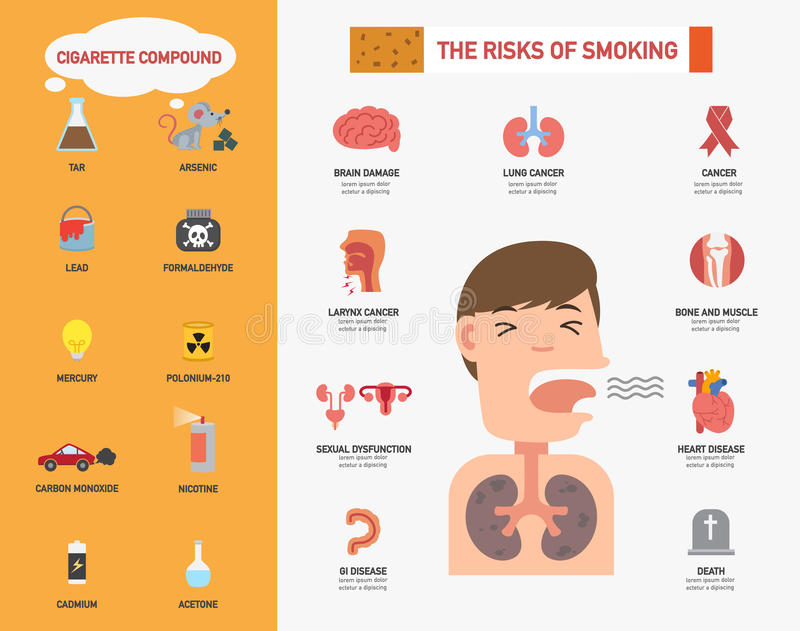 CIGARETTE COMPOUND
TAR
ARSENIC
LEAD
FORMALDEHYDE
MERCURY
POLONIUM-210
CARBON MONOXIDE
NICOTINE
CADMIUM
ACETONE
THE RISKS OF SMOKING
BRAIN DAMAGE
lorem ipsum dolor
ectetur a dipiscing
LUNG CANCER
lorem ipsum dolor
ectetur a dipiscing
CANCER
lorem ipsum dolor
ectetur a dipiscing
LARYNX CANCER
lorem ipsum dolor
ectetur a dipiscing
BONE AND MUSCLE
lorem ipsum dolor
ectetur a dipiscing
SEXUAL DYSFUNCTION
lorem ipsum dolor
ectetur a dipiscing
HEART DISEASE
lorem ipsum dolor
ectetur a dipiscing
GI DISEASE
lorem ipsum dolor
ectetur a dipiscing
DEATH
lorem ipsum dolor
ectetur a dipiscing
dreamstime